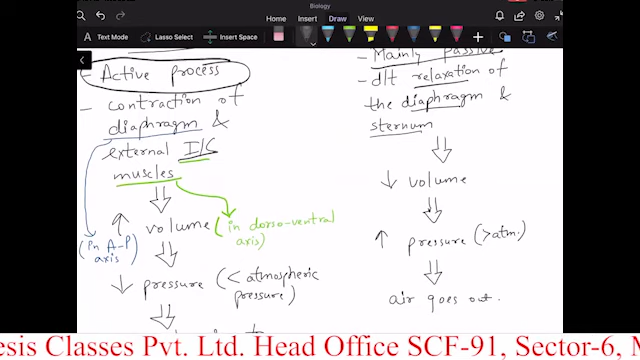 Biology
Home Insert Draw View
Text Mode Lasso Select Insert Space
- Active process
- contraction of
diaphragm &
external I/C
muscles
↑ volume (in dorso-ventral
axis)
(in A-P
axis)
↓ pressure (< atmospheric
pressure)
- Mainly passive
- d/t relaxation of
the diaphragm &
sternum
↓ volume
↑ pressure (>atm.)
air goes out.
esis Classes Pvt. Ltd. Head Office SCF-91, Sector-6, M